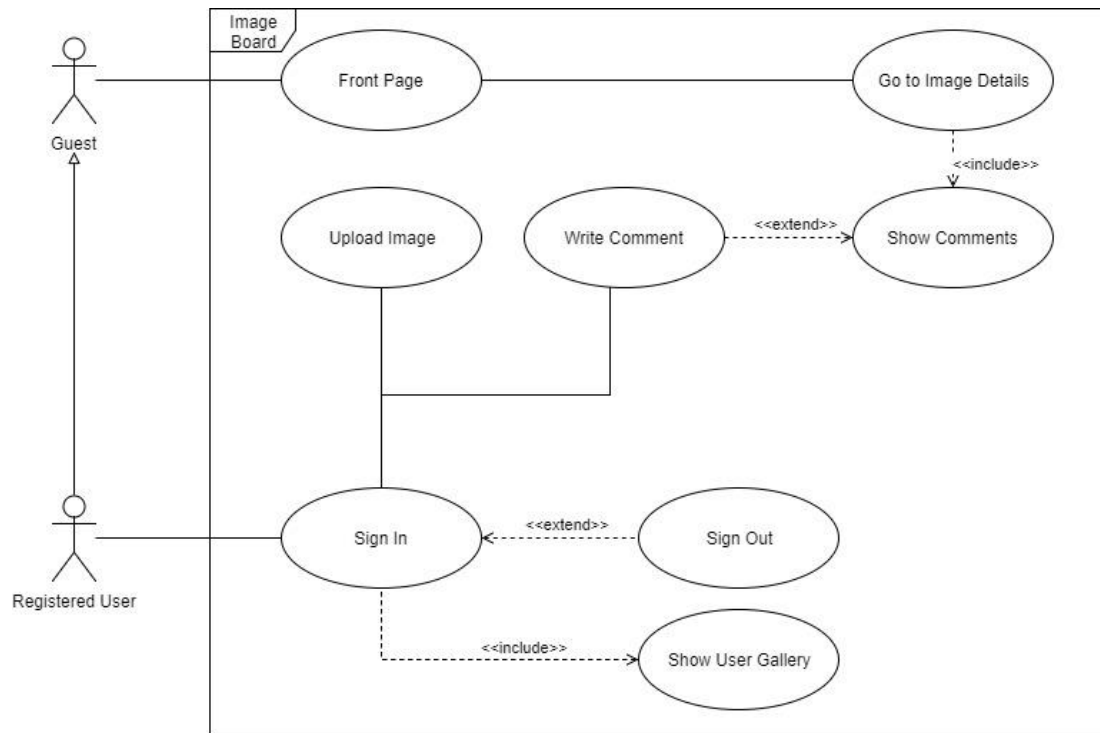 Image
Board
Front Page
Go to Image Details
Guest
<<include>>
Upload Image
Write Comment
<<extend>>
Show Comments
Sign In
<<extend>>
Sign Out
Registered User
<<include>>
Show User Gallery